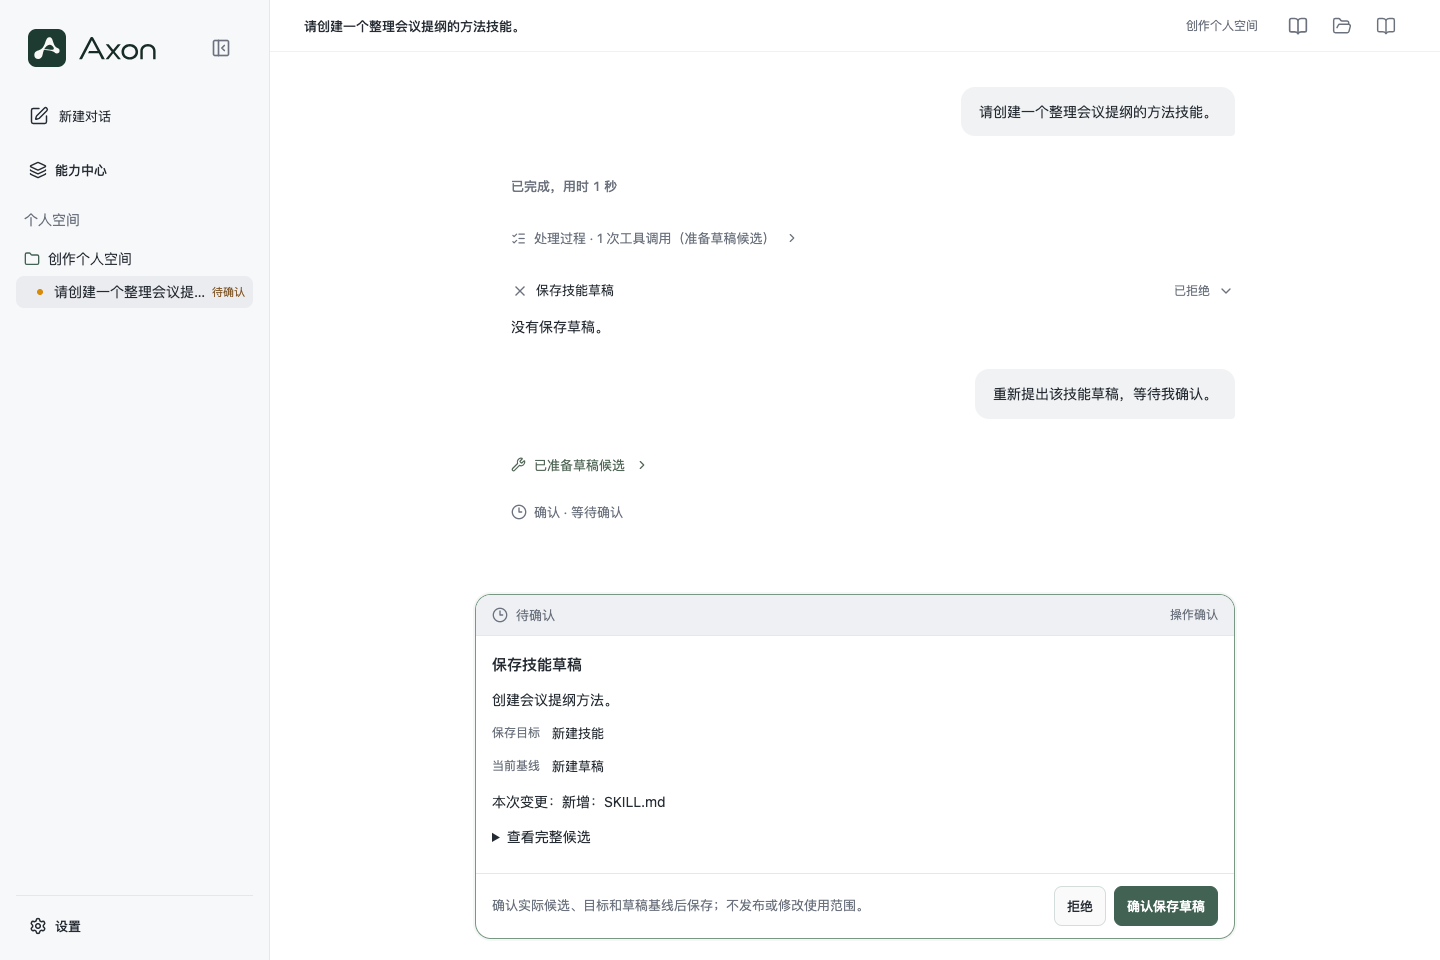 Axon
新建对话
能力中心
个人空间
创作个人空间
请创建一个整理会议提... 待确认
设置
请创建一个整理会议提纲的方法技能。
创作个人空间
请创建一个整理会议提纲的方法技能。
已完成，用时 1 秒
处理过程 · 1 次工具调用（准备草稿候选）
保存技能草稿 已拒绝
没有保存草稿。
重新提出该技能草稿，等待我确认。
已准备草稿候选
确认 · 等待确认
待确认 操作确认
保存技能草稿
创建会议提纲方法。
保存目标 新建技能
当前基线 新建草稿
本次变更：新增：SKILL.md
查看完整候选
确认实际候选、目标和草稿基线后保存；不发布或修改使用范围。 拒绝 确认保存草稿